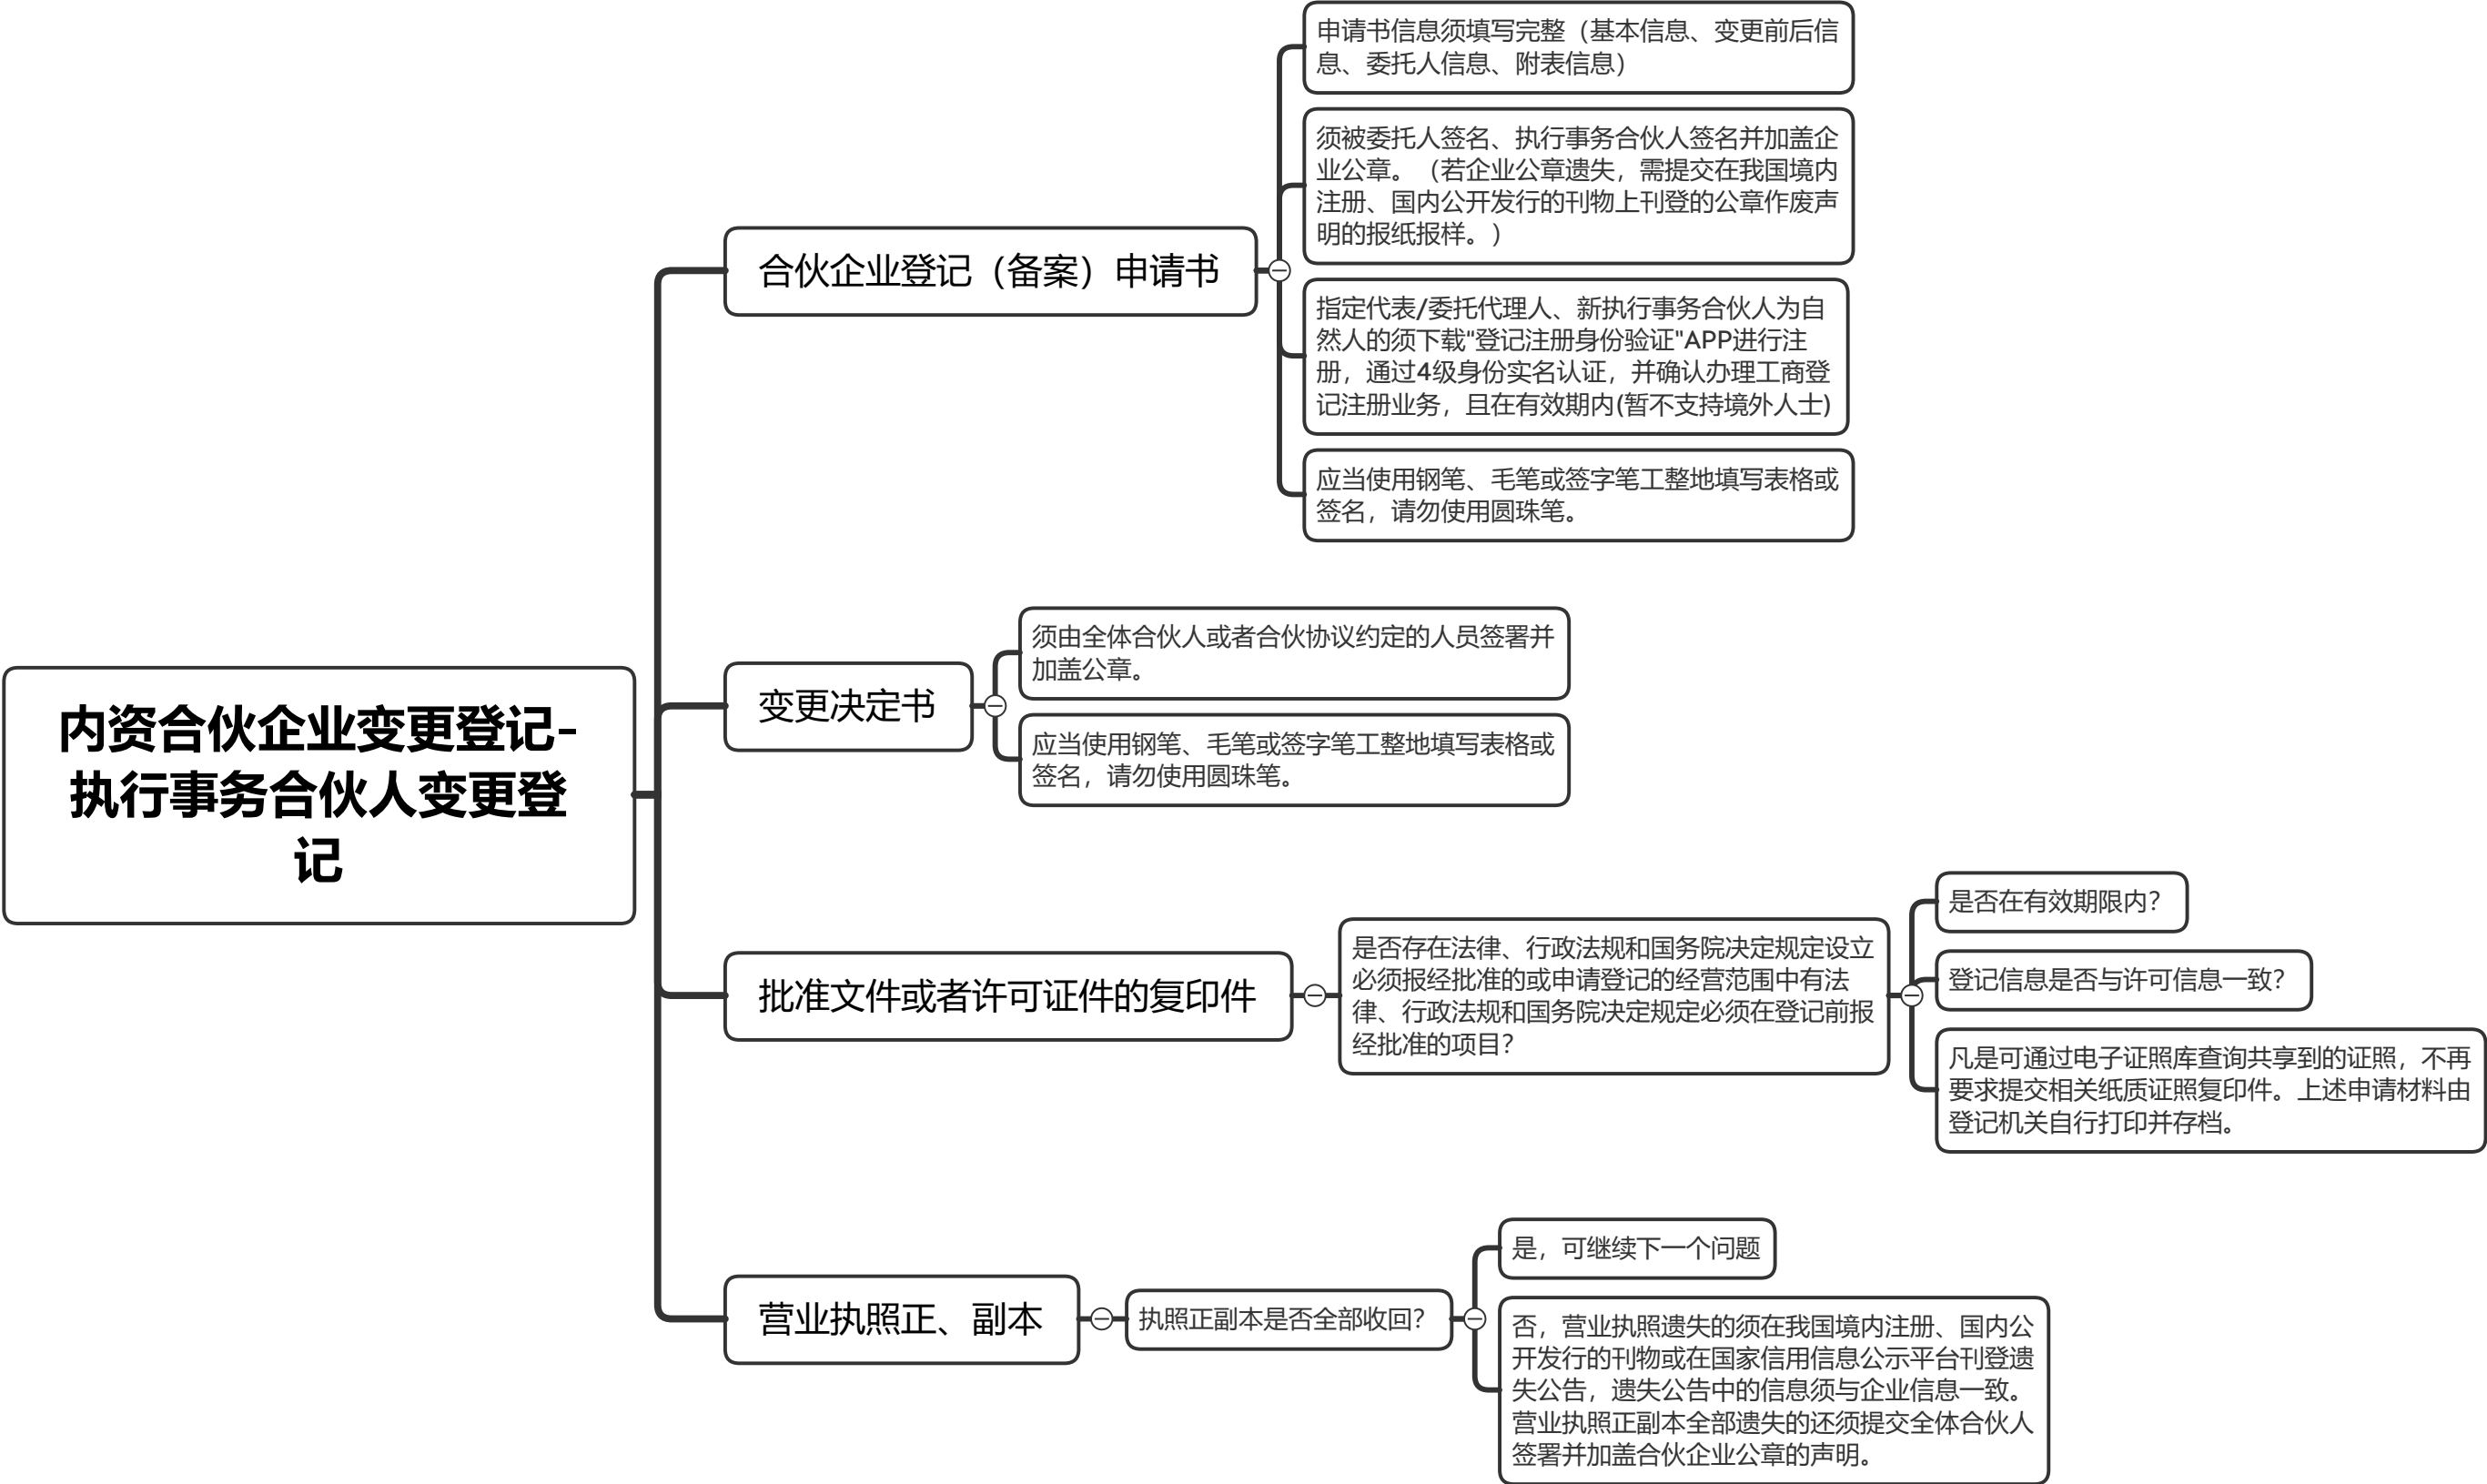 内资合伙企业变更登记-
执行事务合伙人变更登
记
合伙企业登记（备案）申请书
申请书信息须填写完整（基本信息、变更前后信
息、委托人信息、附表信息）
须被委托人签名、执行事务合伙人签名并加盖企
业公章。（若企业公章遗失，需提交在我国境内
注册、国内公开发行的刊物上刊登的公章作废声
明的报纸报样。）
指定代表/委托代理人、新执行事务合伙人为自
然人的须下载"登记注册身份验证"APP进行注
册，通过4级身份实名认证，并确认办理工商登
记注册业务，且在有效期内(暂不支持境外人士)
应当使用钢笔、毛笔或签字笔工整地填写表格或
签名，请勿使用圆珠笔。
变更决定书
须由全体合伙人或者合伙协议约定的人员签署并
加盖公章。
应当使用钢笔、毛笔或签字笔工整地填写表格或
签名，请勿使用圆珠笔。
批准文件或者许可证件的复印件
是否存在法律、行政法规和国务院决定规定设立
必须报经批准的或申请登记的经营范围中有法
律、行政法规和国务院决定规定必须在登记前报
经批准的项目？
是否在有效期限内？
登记信息是否与许可信息一致？
凡是可通过电子证照库查询共享到的证照，不再
要求提交相关纸质证照复印件。上述申请材料由
登记机关自行打印并存档。
营业执照正、副本
执照正副本是否全部收回？
是，可继续下一个问题
否，营业执照遗失的须在我国境内注册、国内公
开发行的刊物或在国家信用信息公示平台刊登遗
失公告，遗失公告中的信息须与企业信息一致。
营业执照正副本全部遗失的还须提交全体合伙人
签署并加盖合伙企业公章的声明。